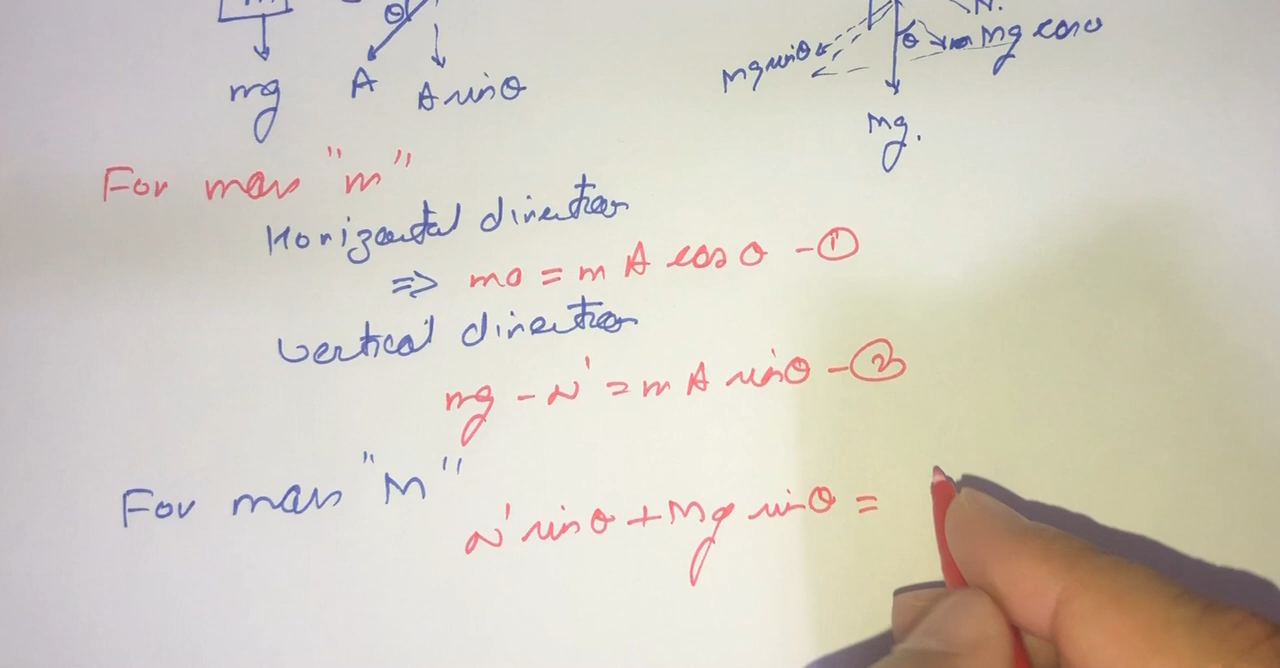 m θ N.
Mg sinθ θ Mg cosθ
mg A A sinθ Mg.
For mass "m"
Horizontal direction
=> ma = m A cos θ - ①
Vertical direction
mg - N' = m A sinθ - ②
For mass "M"
N' sinθ + Mg sinθ =